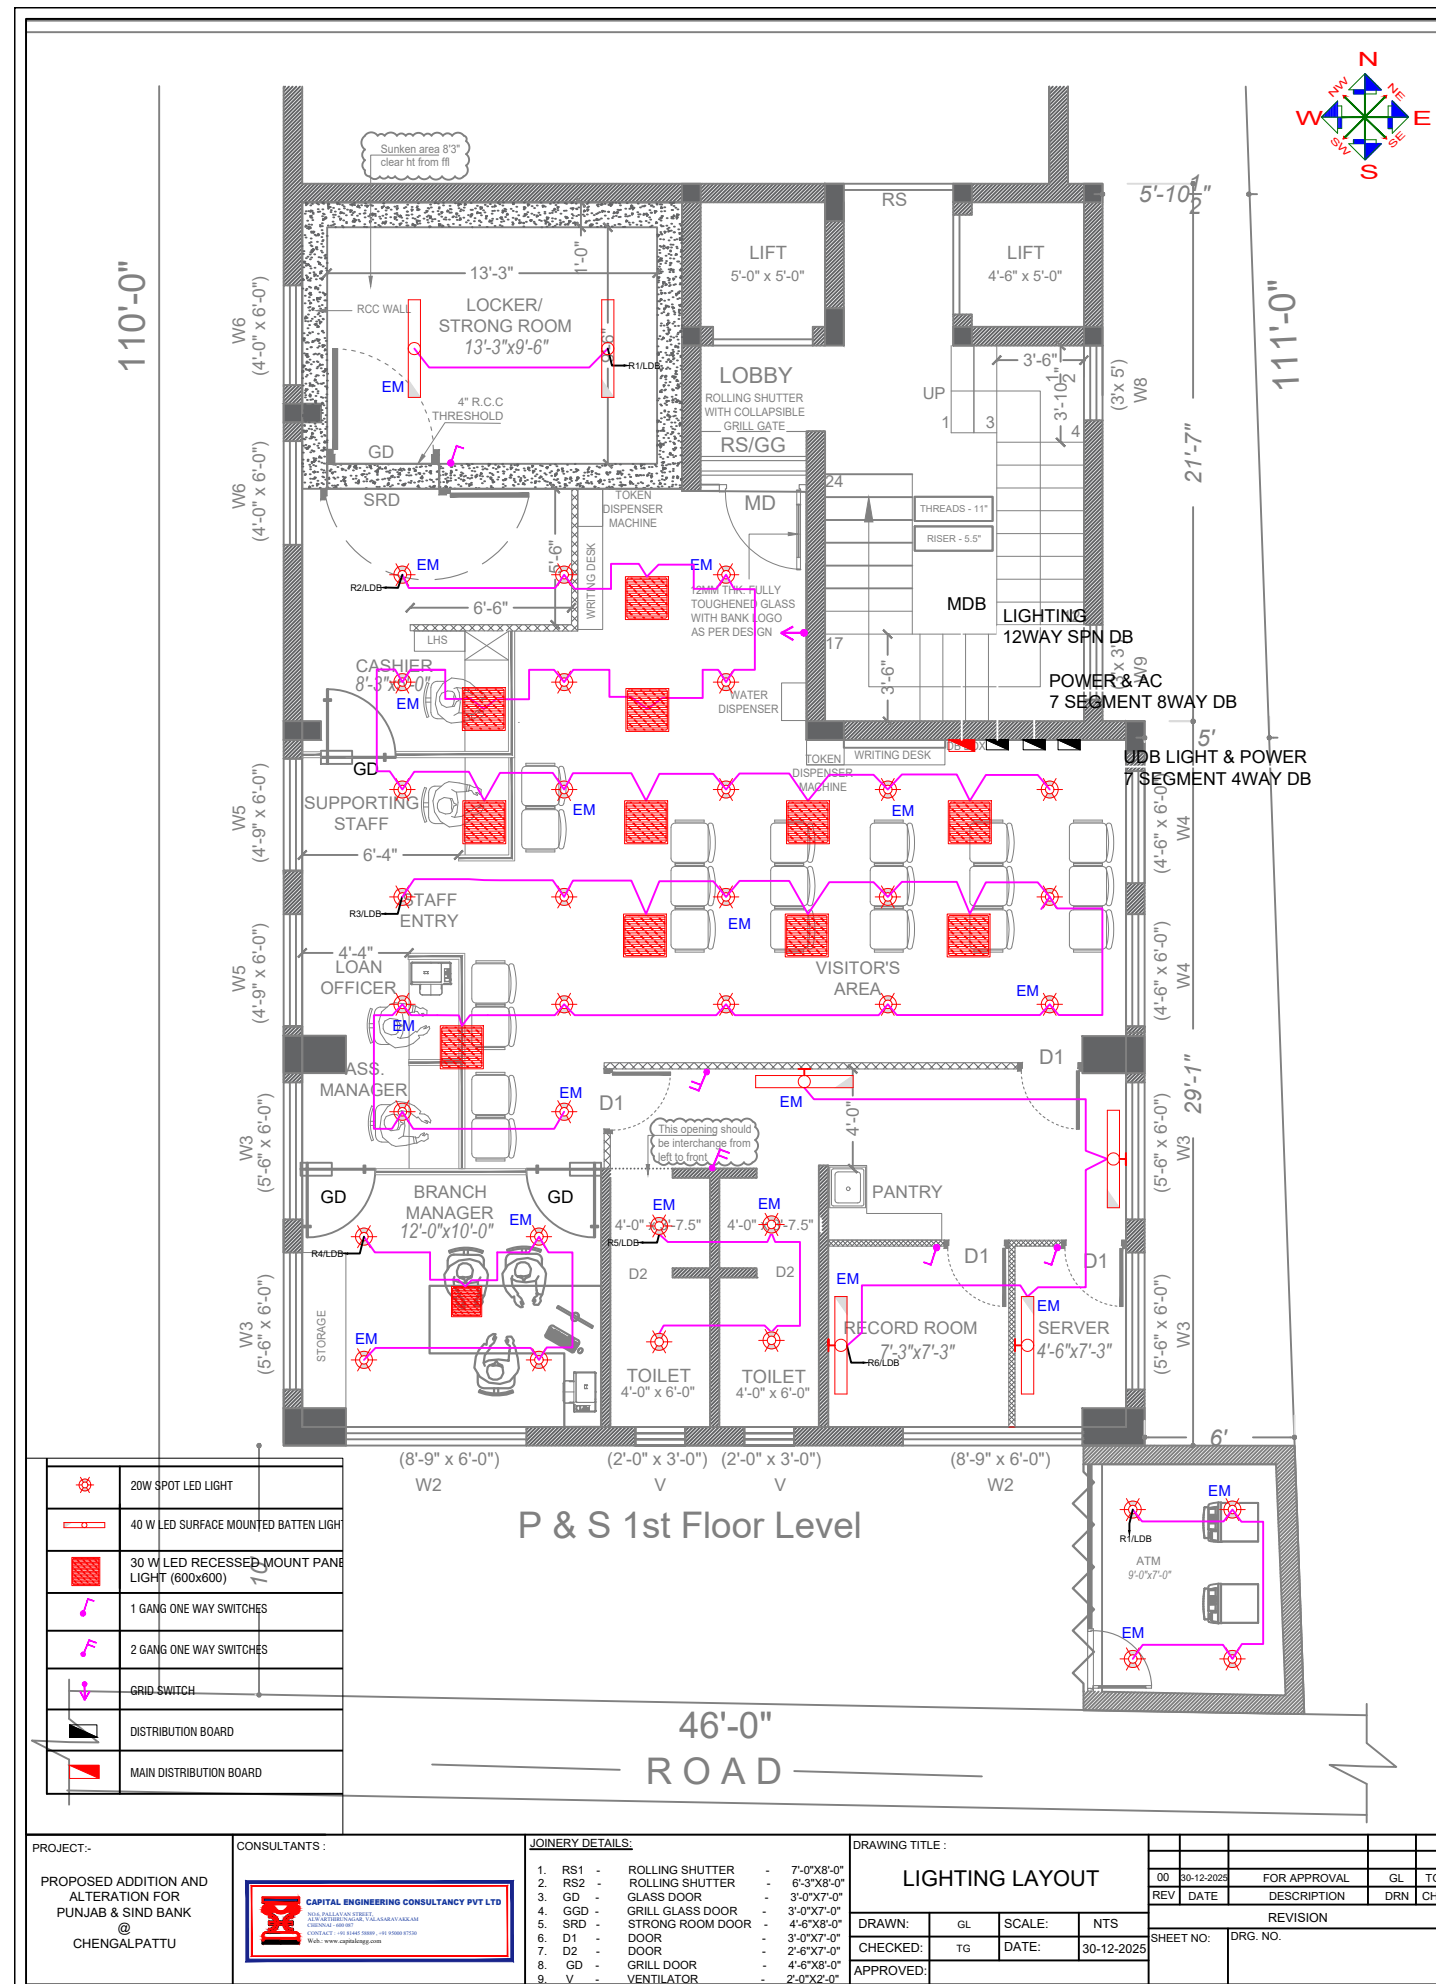 N
NW
NE
W
E
SW
SE
S
Sunken area 8'3"
clear ht from ffl
RS
5'-10 1/2"
110'-0"
111'-0"
1'-0"
13'-3"
LIFT
5'-0" x 5'-0"
LIFT
4'-6" x 5'-0"
W6
(4'-0" x 6'-0")
RCC WALL
LOCKER/
STRONG ROOM
13'-3"x9'-6"
R1/LDB
EM
4" R.C.C
THRESHOLD
GD
LOBBY
ROLLING SHUTTER
WITH COLLAPSIBLE
GRILL GATE
RS/GG
UP
1
3
3'-6"
3'-10"
1
2
4
(3'x 5')
W8
21'-7"
W6
(4'-0" x 6'-0")
SRD
TOKEN
DISPENSER
MACHINE
MD
24
THREADS - 11"
RISER - 5.5"
EM
R2/LDB
5'-6"
WRITING DESK
EM
12MM THK. FULLY
TOUGHENED GLASS
WITH BANK LOGO
AS PER DESIGN
6'-6"
LHS
MDB
LIGHTING
12WAY SPN DB
17
3'-6"
W9
CASHIER
EM
WATER
DISPENSER
POWER & AC
7 SEGMENT 8WAY DB
5'
GD
TOKEN
DISPENSER
MACHINE
WRITING DESK
UDB LIGHT & POWER
7 SEGMENT 4WAY DB
W5
(4'-9" x 6'-0")
SUPPORTING
STAFF
EM
EM
(4'-6" x 6'-0")
W4
6'-4"
STAFF
ENTRY
R3/LDB
EM
W5
(4'-9" x 6'-0")
4'-4"
LOAN
OFFICER
VISITOR'S
AREA
EM
EM
(4'-6" x 6'-0")
W4
ASS.
MANAGER
EM
D1
D1
EM
4'-0"
29'-1"
W3
(5'-6" x 6'-0")
This opening should
be interchange from
left to front
(5'-6" x 6'-0")
W3
GD
BRANCH
MANAGER
12'-0"x10'-0"
GD
EM
R4/LDB
EM
EM
4'-0"
7.5"
4'-0"
7.5"
R5/LDB
PANTRY
D1
D1
D2
D2
EM
EM
W3
(5'-6" x 6'-0")
STORAGE
EM
RECORD ROOM
7'-3"x7'-3"
R6/LDB
SERVER
4'-6"x7'-3"
(5'-6" x 6'-0")
W3
TOILET
4'-0" x 6'-0"
TOILET
4'-0" x 6'-0"
6'
(8'-9" x 6'-0")
W2
(2'-0" x 3'-0")
V
(2'-0" x 3'-0")
V
(8'-9" x 6'-0")
W2
P & S 1st Floor Level
EM
R1/LDB
ATM
9'-0"x7'-0"
EM
20W SPOT LED LIGHT
40 W LED SURFACE MOUNTED BATTEN LIGHT
30 W LED RECESSED MOUNT PANE
LIGHT (600x600)
10'
1 GANG ONE WAY SWITCHES
2 GANG ONE WAY SWITCHES
GRID SWITCH
DISTRIBUTION BOARD
MAIN DISTRIBUTION BOARD
46'-0"
ROAD
PROJECT:-
PROPOSED ADDITION AND
ALTERATION FOR
PUNJAB & SIND BANK
@
CHENGALPATTU
CONSULTANTS :
CAPITAL ENGINEERING CONSULTANCY PVT LTD
NO.6, PALLAVAN STREET,
ALWARTHIRUNAGAR, VALASARAVAKKAM
CHENNAI - 600 087
Web.: www.capitalengg.com
JOINERY DETAILS:
1. RS1 - ROLLING SHUTTER - 7'-0"X8'-0"
2. RS2 - ROLLING SHUTTER - 6'-3"X8'-0"
3. GD - GLASS DOOR - 3'-0"X7'-0"
4. GGD - GRILL GLASS DOOR - 3'-0"X7'-0"
5. SRD - STRONG ROOM DOOR - 4'-6"X8'-0"
6. D1 - DOOR - 3'-0"X7'-0"
7. D2 - DOOR - 2'-6"X7'-0"
8. GD - GRILL DOOR - 4'-6"X8'-0"
9. V - VENTILATOR - 2'-0"X2'-0"
DRAWING TITLE :
LIGHTING LAYOUT
DRAWN: GL SCALE: NTS
CHECKED: TG DATE: 30-12-2025
APPROVED:
00 30-12-2025 FOR APPROVAL GL
REV DATE DESCRIPTION DRN
REVISION
SHEET NO: DRG. NO.